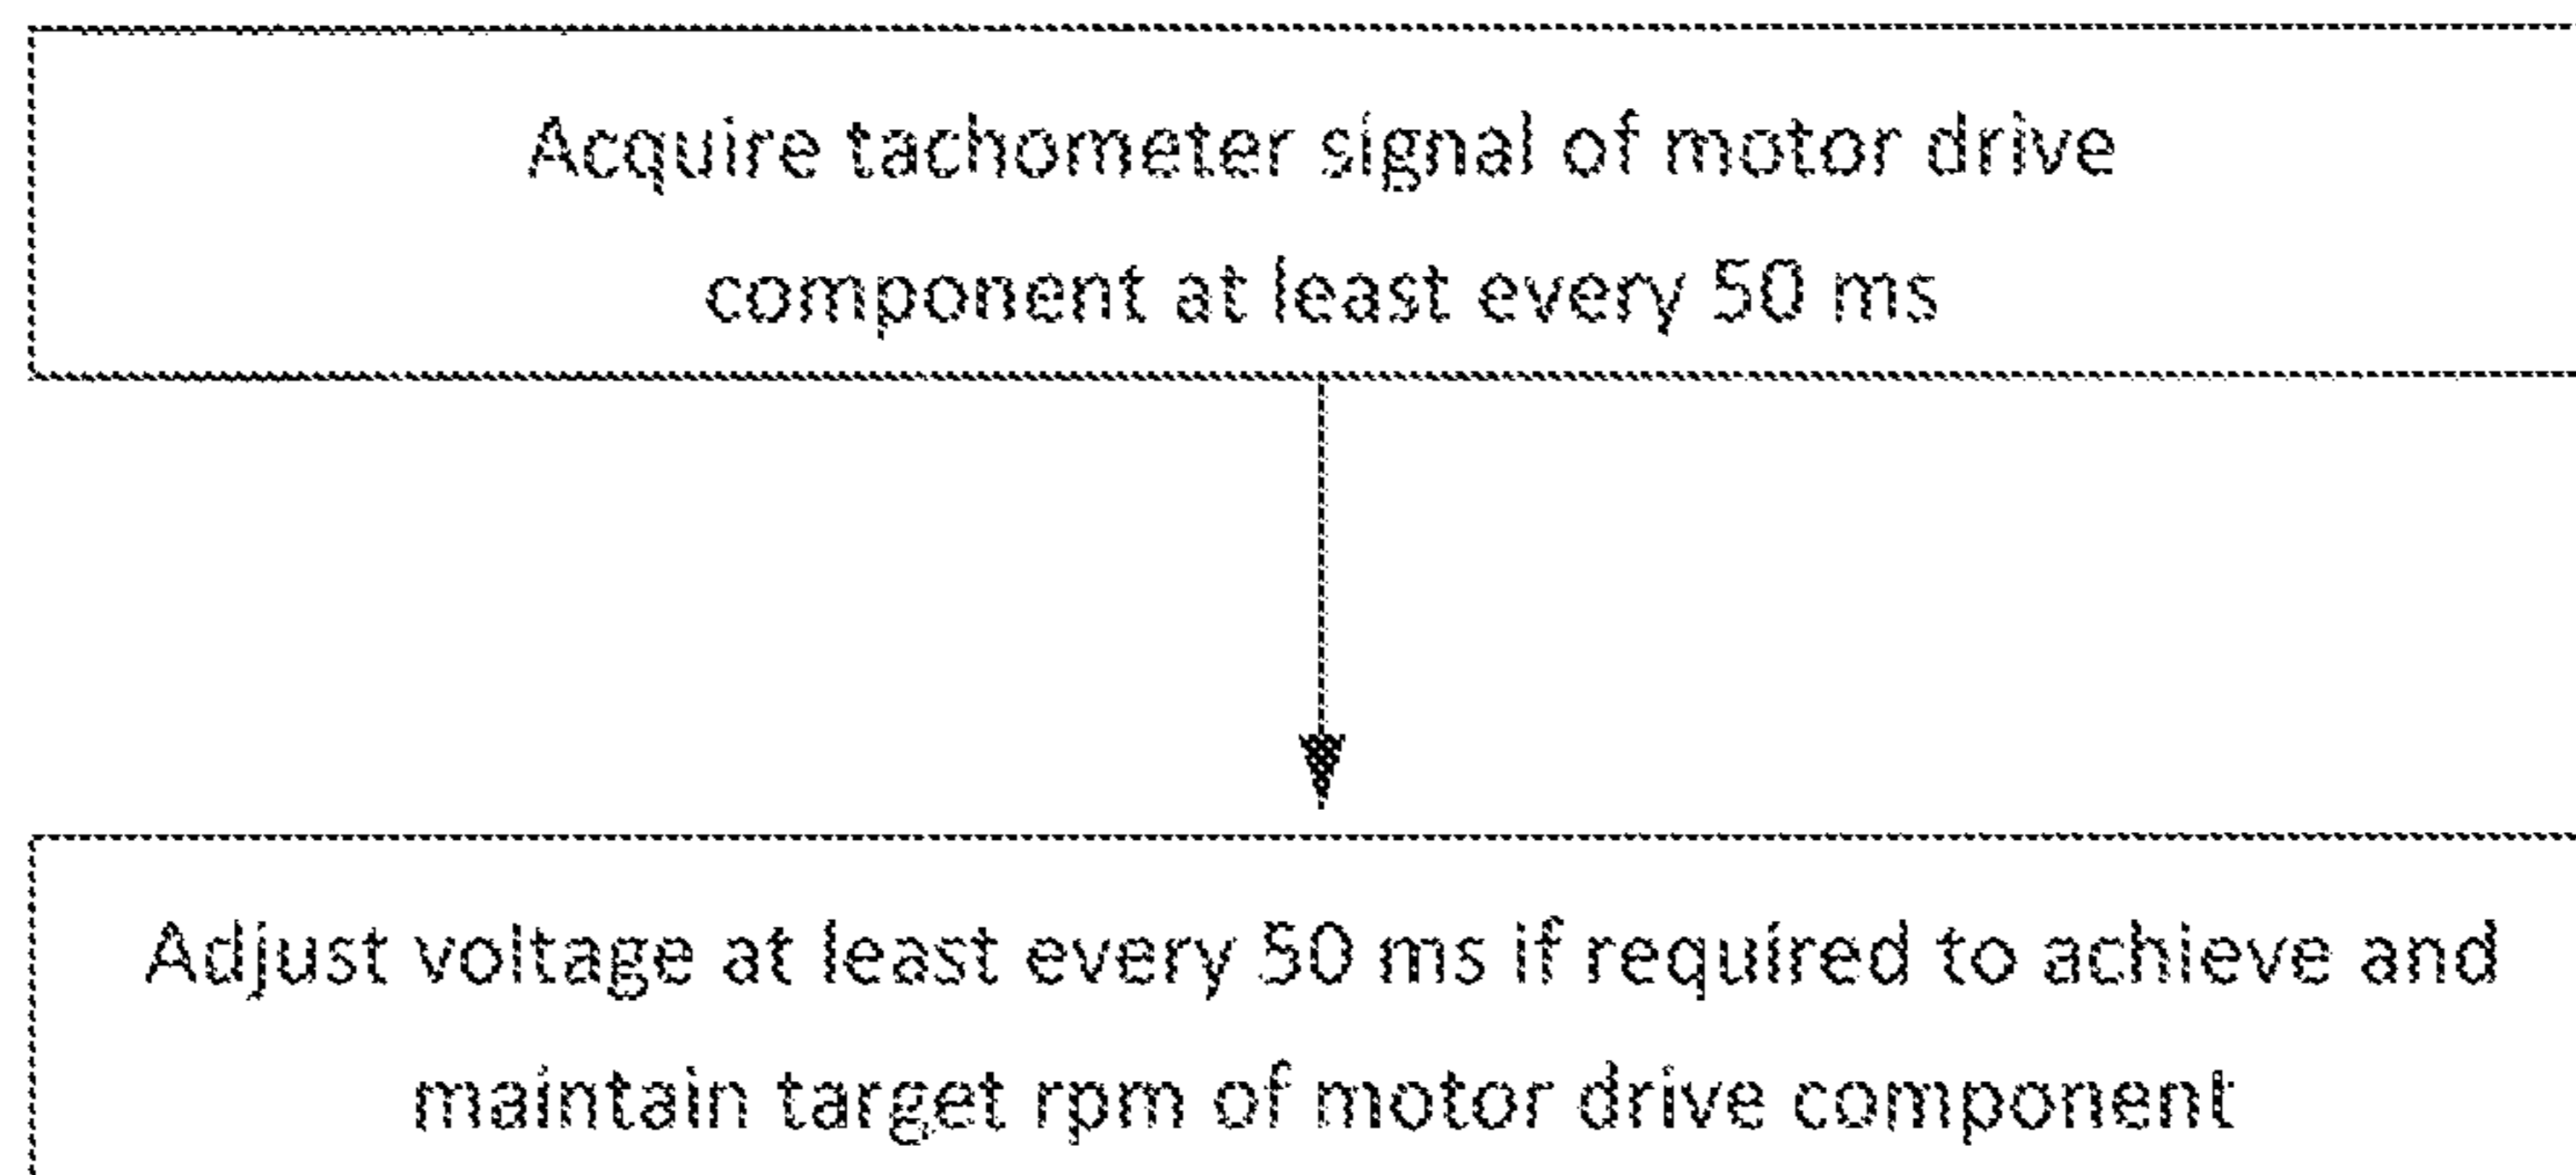 Acquire tachometer signal of motor drive
component at least every 50 ms
Adjust voltage at least every 50 ms if required to achieve and
maintain target rpm of motor drive component